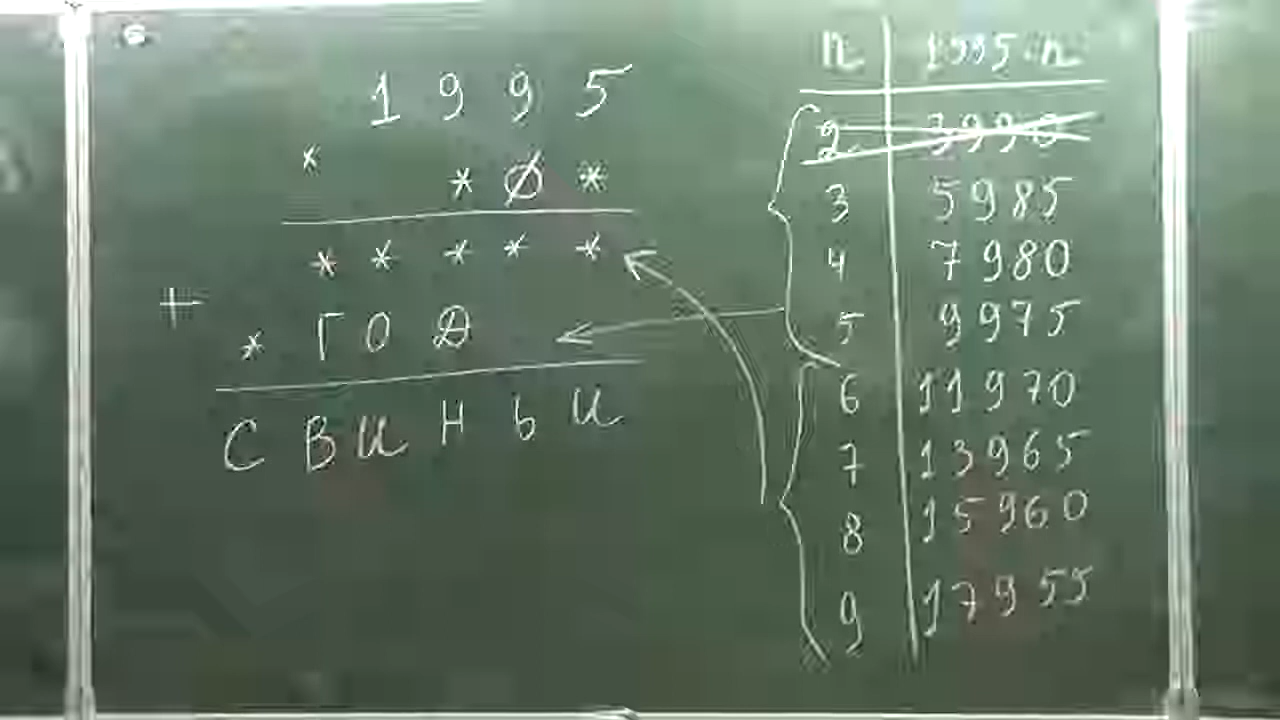 1 9 9 5
*
* 0 *
* * * * *
+
* Г О Д
С В И Н Ь И
n 1995·n
2 3990
3 5985
4 7980
5 9975
6 11970
7 13965
8 15960
9 17955